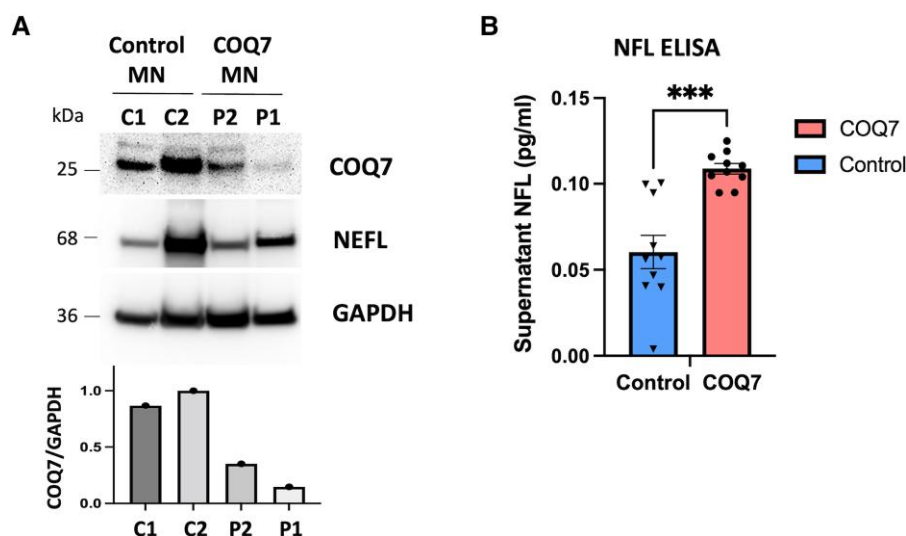 A
Control COQ7
MN MN
kDa C1 C2 P2 P1
25 COQ7
68 NEFL
36 GAPDH
COQ7/GAPDH
1.0
0.5
0.0
C1 C2 P2 P1
B
NFL ELISA
***
Supernatant NFL (pg/ml)
0.15
0.10
0.05
0.00
Control COQ7
COQ7
Control